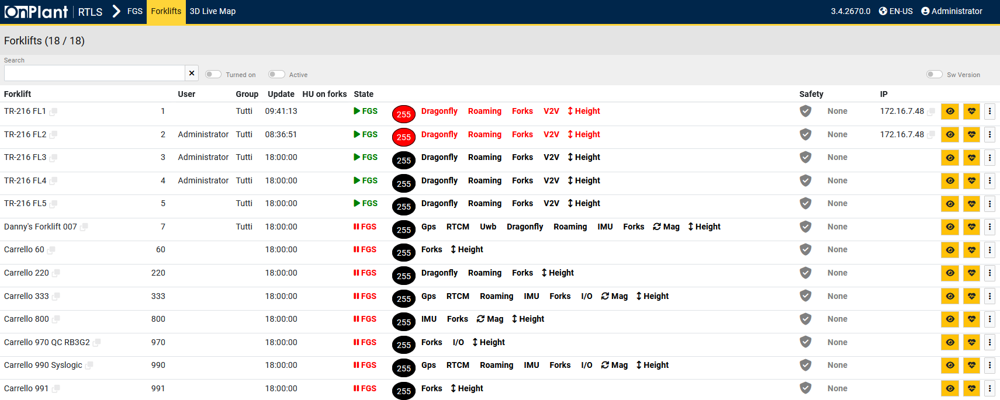 OnPlant RTLS FGS Forklifts 3D Live Map 3.4.2670.0 EN-US Administrator
Forklifts (18 / 18)
Search
Turned on Active Sw Version
Forklift User Group Update HU on forks State Safety IP
TR-216 FL1 1 Tutti 09:41:13 FGS 255 Dragonfly Roaming Forks V2V Height None 172.16.7.48
TR-216 FL2 2 Administrator Tutti 08:36:51 FGS 255 Dragonfly Roaming Forks V2V Height None 172.16.7.48
TR-216 FL3 3 Administrator Tutti 18:00:00 FGS 255 Dragonfly Roaming Forks V2V Height None
TR-216 FL4 4 Administrator Tutti 18:00:00 FGS 255 Dragonfly Roaming Forks V2V Height None
TR-216 FL5 5 Tutti 18:00:00 FGS 255 Dragonfly Roaming Forks V2V Height None
Danny's Forklift 007 7 Tutti 18:00:00 FGS 255 Gps RTCM Uwb Dragonfly Roaming IMU Forks Mag Height None
Carrello 60 60 18:00:00 FGS 255 Forks Height None
Carrello 220 220 18:00:00 FGS 255 Dragonfly Roaming Forks Height None
Carrello 333 333 18:00:00 FGS 255 Gps RTCM Roaming IMU Forks I/O Mag Height None
Carrello 800 800 18:00:00 FGS 255 IMU Forks Mag Height None
Carrello 970 QC RB3G2 970 18:00:00 FGS 255 Forks I/O Height None
Carrello 990 Syslogic 990 18:00:00 FGS 255 Gps RTCM Roaming IMU Forks I/O Mag Height None
Carrello 991 991 18:00:00 FGS 255 Forks Height None